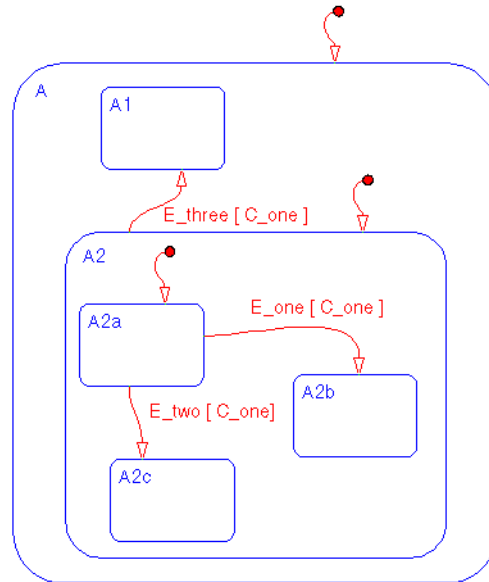 A
A1
E_three [ C_one ]
A2
A2a
E_one [ C_one ]
A2b
E_two [ C_one]
A2c